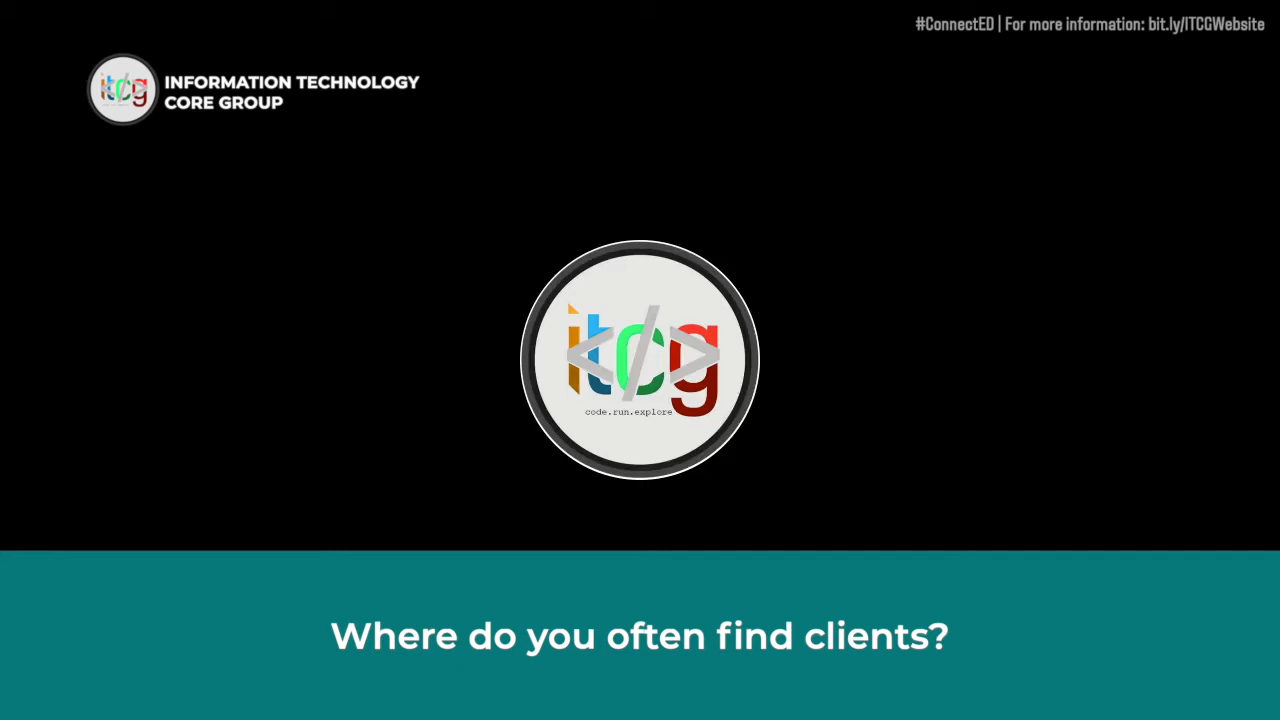 #ConnectED | For more information: bit.ly/ITCGWebsite
itcg
INFORMATION TECHNOLOGY
CORE GROUP
itcg
</>
code.run.explore
Where do you often find clients?